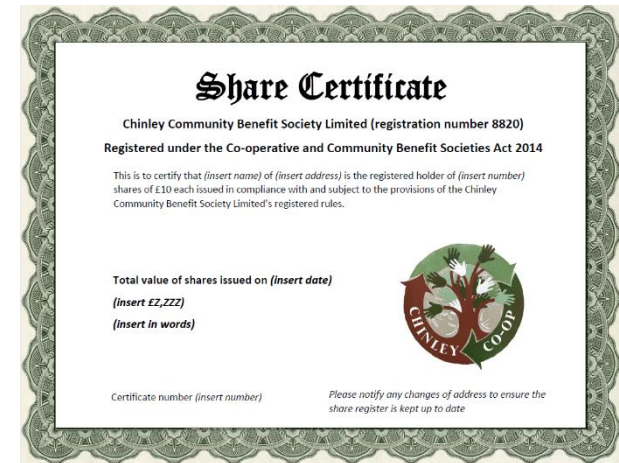 Share Certificate
Chinley Community Benefit Society Limited (registration number 8820)
Registered under the Co-operative and Community Benefit Societies Act 2014
This is to certify that (insert name) of (insert address) is the registered holder of (insert number)
shares of £10 each issued in compliance with and subject to the provisions of the Chinley
Community Benefit Society Limited's registered rules.
Total value of shares issued on (insert date)
(insert £Z,ZZZ)
(insert in words)
CHINLEY CO-OP
Certificate number (insert number)
Please notify any changes of address to ensure the
share register is kept up to date